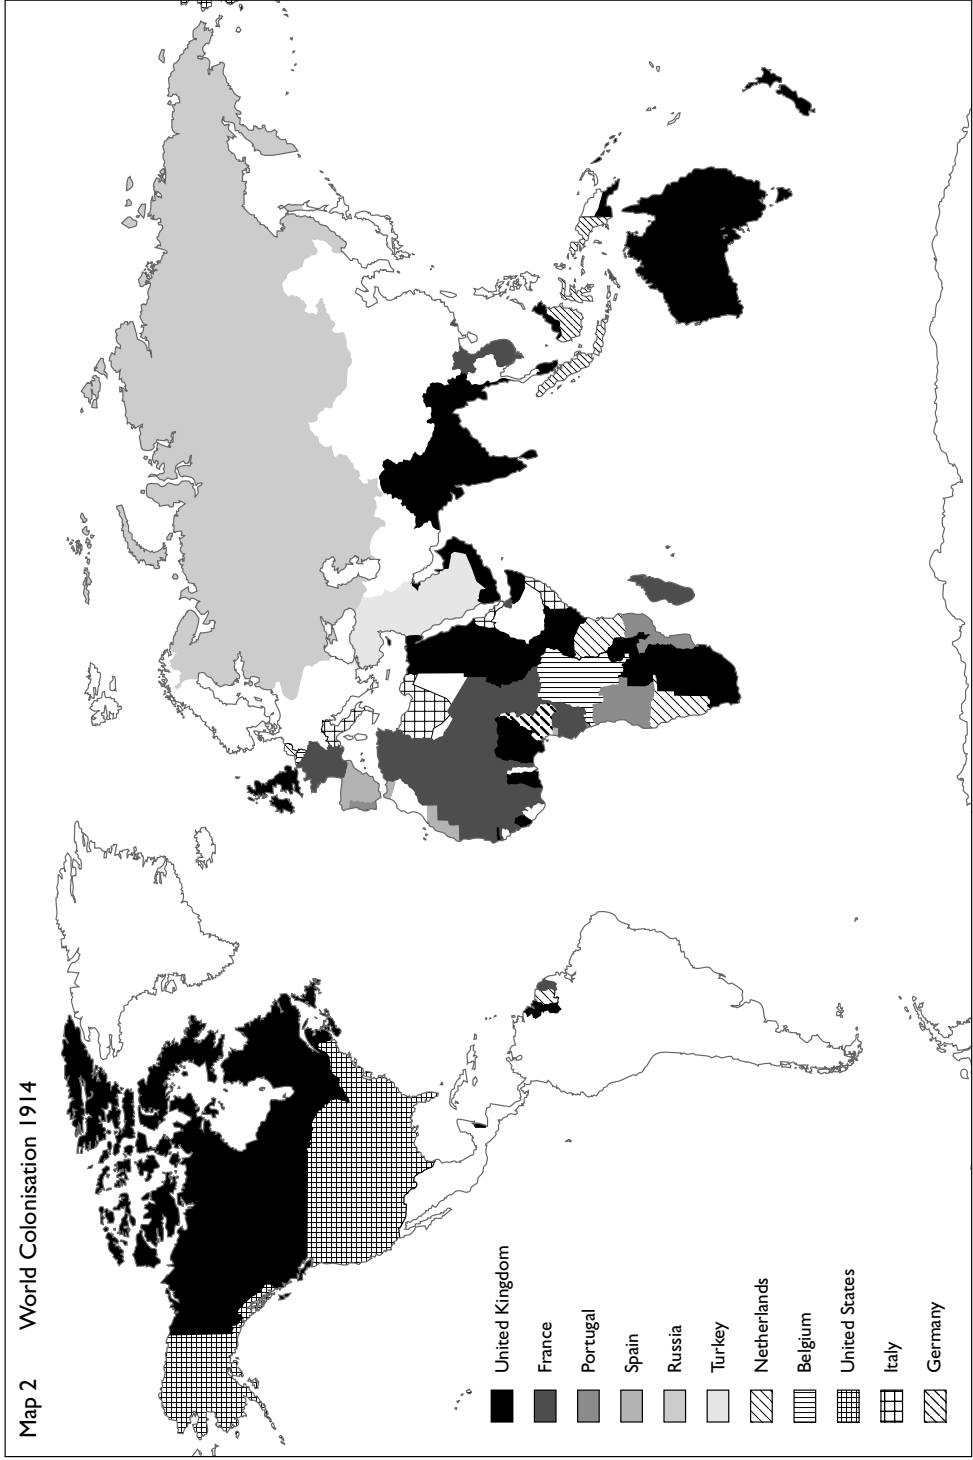 Map 2 World Colonisation 1914
United Kingdom
France
Portugal
Spain
Russia
Turkey
Netherlands
Belgium
United States
Italy
Germany